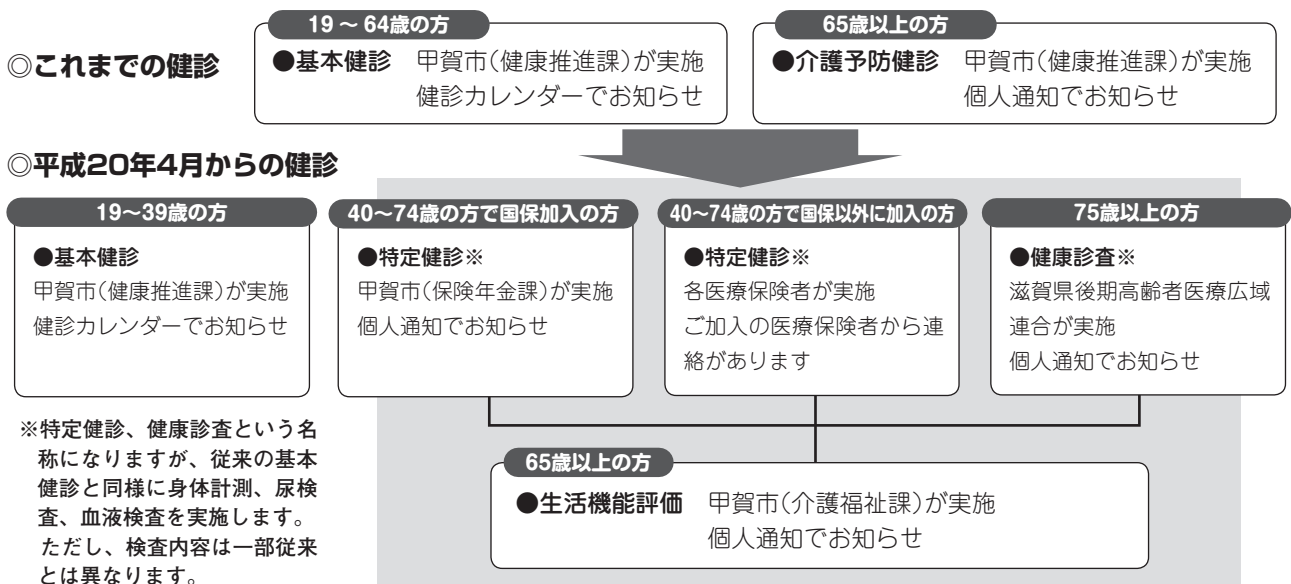 ◎これまでの健診
19～64歳の方
●基本健診 甲賀市(健康推進課)が実施
健診カレンダーでお知らせ
65歳以上の方
●介護予防健診 甲賀市(健康推進課)が実施
個人通知でお知らせ
◎平成20年4月からの健診
19～39歳の方
●基本健診
甲賀市(健康推進課)が実施
健診カレンダーでお知らせ
40～74歳の方で国保加入の方
●特定健診※
甲賀市(保険年金課)が実施
個人通知でお知らせ
40～74歳の方で国保以外に加入の方
●特定健診※
各医療保険者が実施
ご加入の医療保険者から連
絡があります
75歳以上の方
●健康診査※
滋賀県後期高齢者医療広域
連合が実施
個人通知でお知らせ
※特定健診、健康診査という名
称になりますが、従来の基本
健診と同様に身体計測、尿検
査、血液検査を実施します。
ただし、検査内容は一部従来
とは異なります。
65歳以上の方
●生活機能評価 甲賀市(介護福祉課)が実施
個人通知でお知らせ